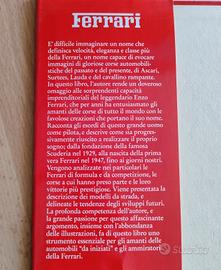 Ferrari
E' difficile immaginare un nome che
definisca velocità, eleganza e classe più
della Ferrari, un nome capace di evocare
immagini di gloriose corse automobili-
stiche del passato e del presente, di Ascari,
Surtees, Lauda e del cavallino rampante.
In questo libro, l'autore rende un doveroso
omaggio alle sorprendenti capacità
imprenditoriali del leggendario Enzo
Ferrari, che per anni ha entusiasmato gli
amanti delle corse di tutto il mondo con le
favolose creazioni che portano il suo nome.
Racconta gli esordi di questo grande uomo
come pilota, e descrive come sia progres-
sivamente riuscito a realizzare il proprio
sogno: dalla fondazione della famosa
Scuderia nel 1929, alla nascita della prima
vera Ferrari nel 1947, fino ai giorni nostri.
Vengono analizzate nei particolari le
Ferrari di formula e da competizione, le
corse a cui hanno preso parte e le loro
vittorie più prestigiose. Viene presentata la
descrizione dei modelli da strada, e
delineate le tendenze degli sviluppi futuri.
La profonda competenza dell'autore, e
la grande passione per questo affascinante
argomento, insieme con l'abbondanza
delle illustrazioni, fa di questo libro uno
strumento essenziale per gli amanti delle
automobili "da iniziati" e gli ammiratori
della Ferrari.
subito